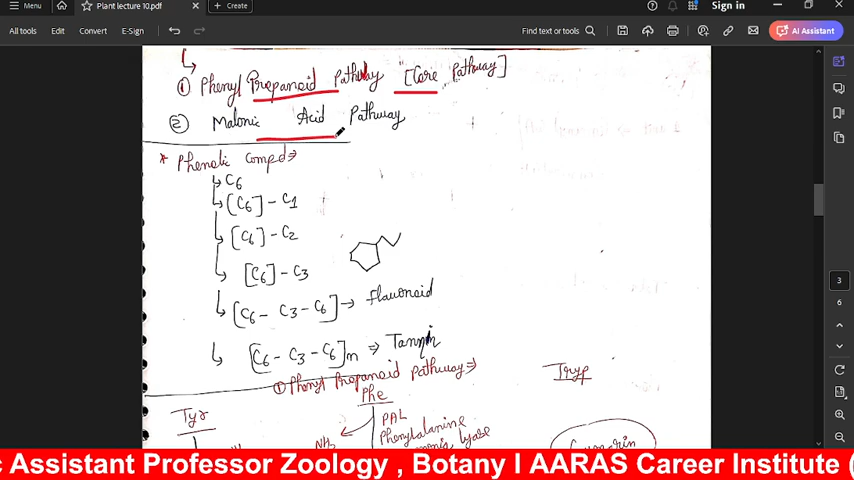 Menu
Plant lecture 10.pdf
Create
Sign in
All tools
Edit
Convert
E-Sign
Find text or tools
AI Assistant
① Phenyl Propanoid Pathway [Core Pathway]
② Malonic Acid Pathway
* Phenolic Compd ⇒
↳ C6
↳ [C6] - C1
↳ [C6] - C2
↳ [C6] - C3
↳ [C6 - C3 - C6] → Flavonoid
↳ [C6 - C3 - C6]n ⇒ Tannin
① Phenyl Propanoid Pathway ⇒
Tryp
Phe
Tyr
PAL
NH2
Phenylalanine
lyase
3
6
c Assistant Professor Zoology , Botany I AARAS Career Institute (